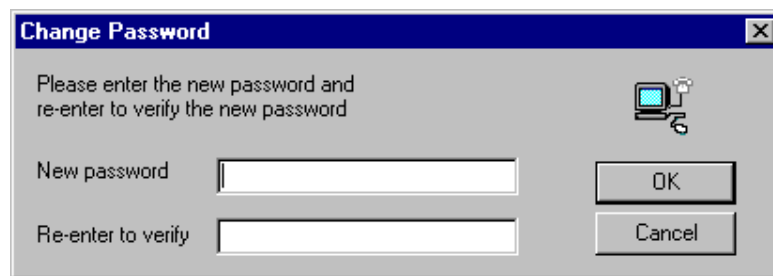 Change Password
Please enter the new password and
re-enter to verify the new password
New password
OK
Re-enter to verify
Cancel